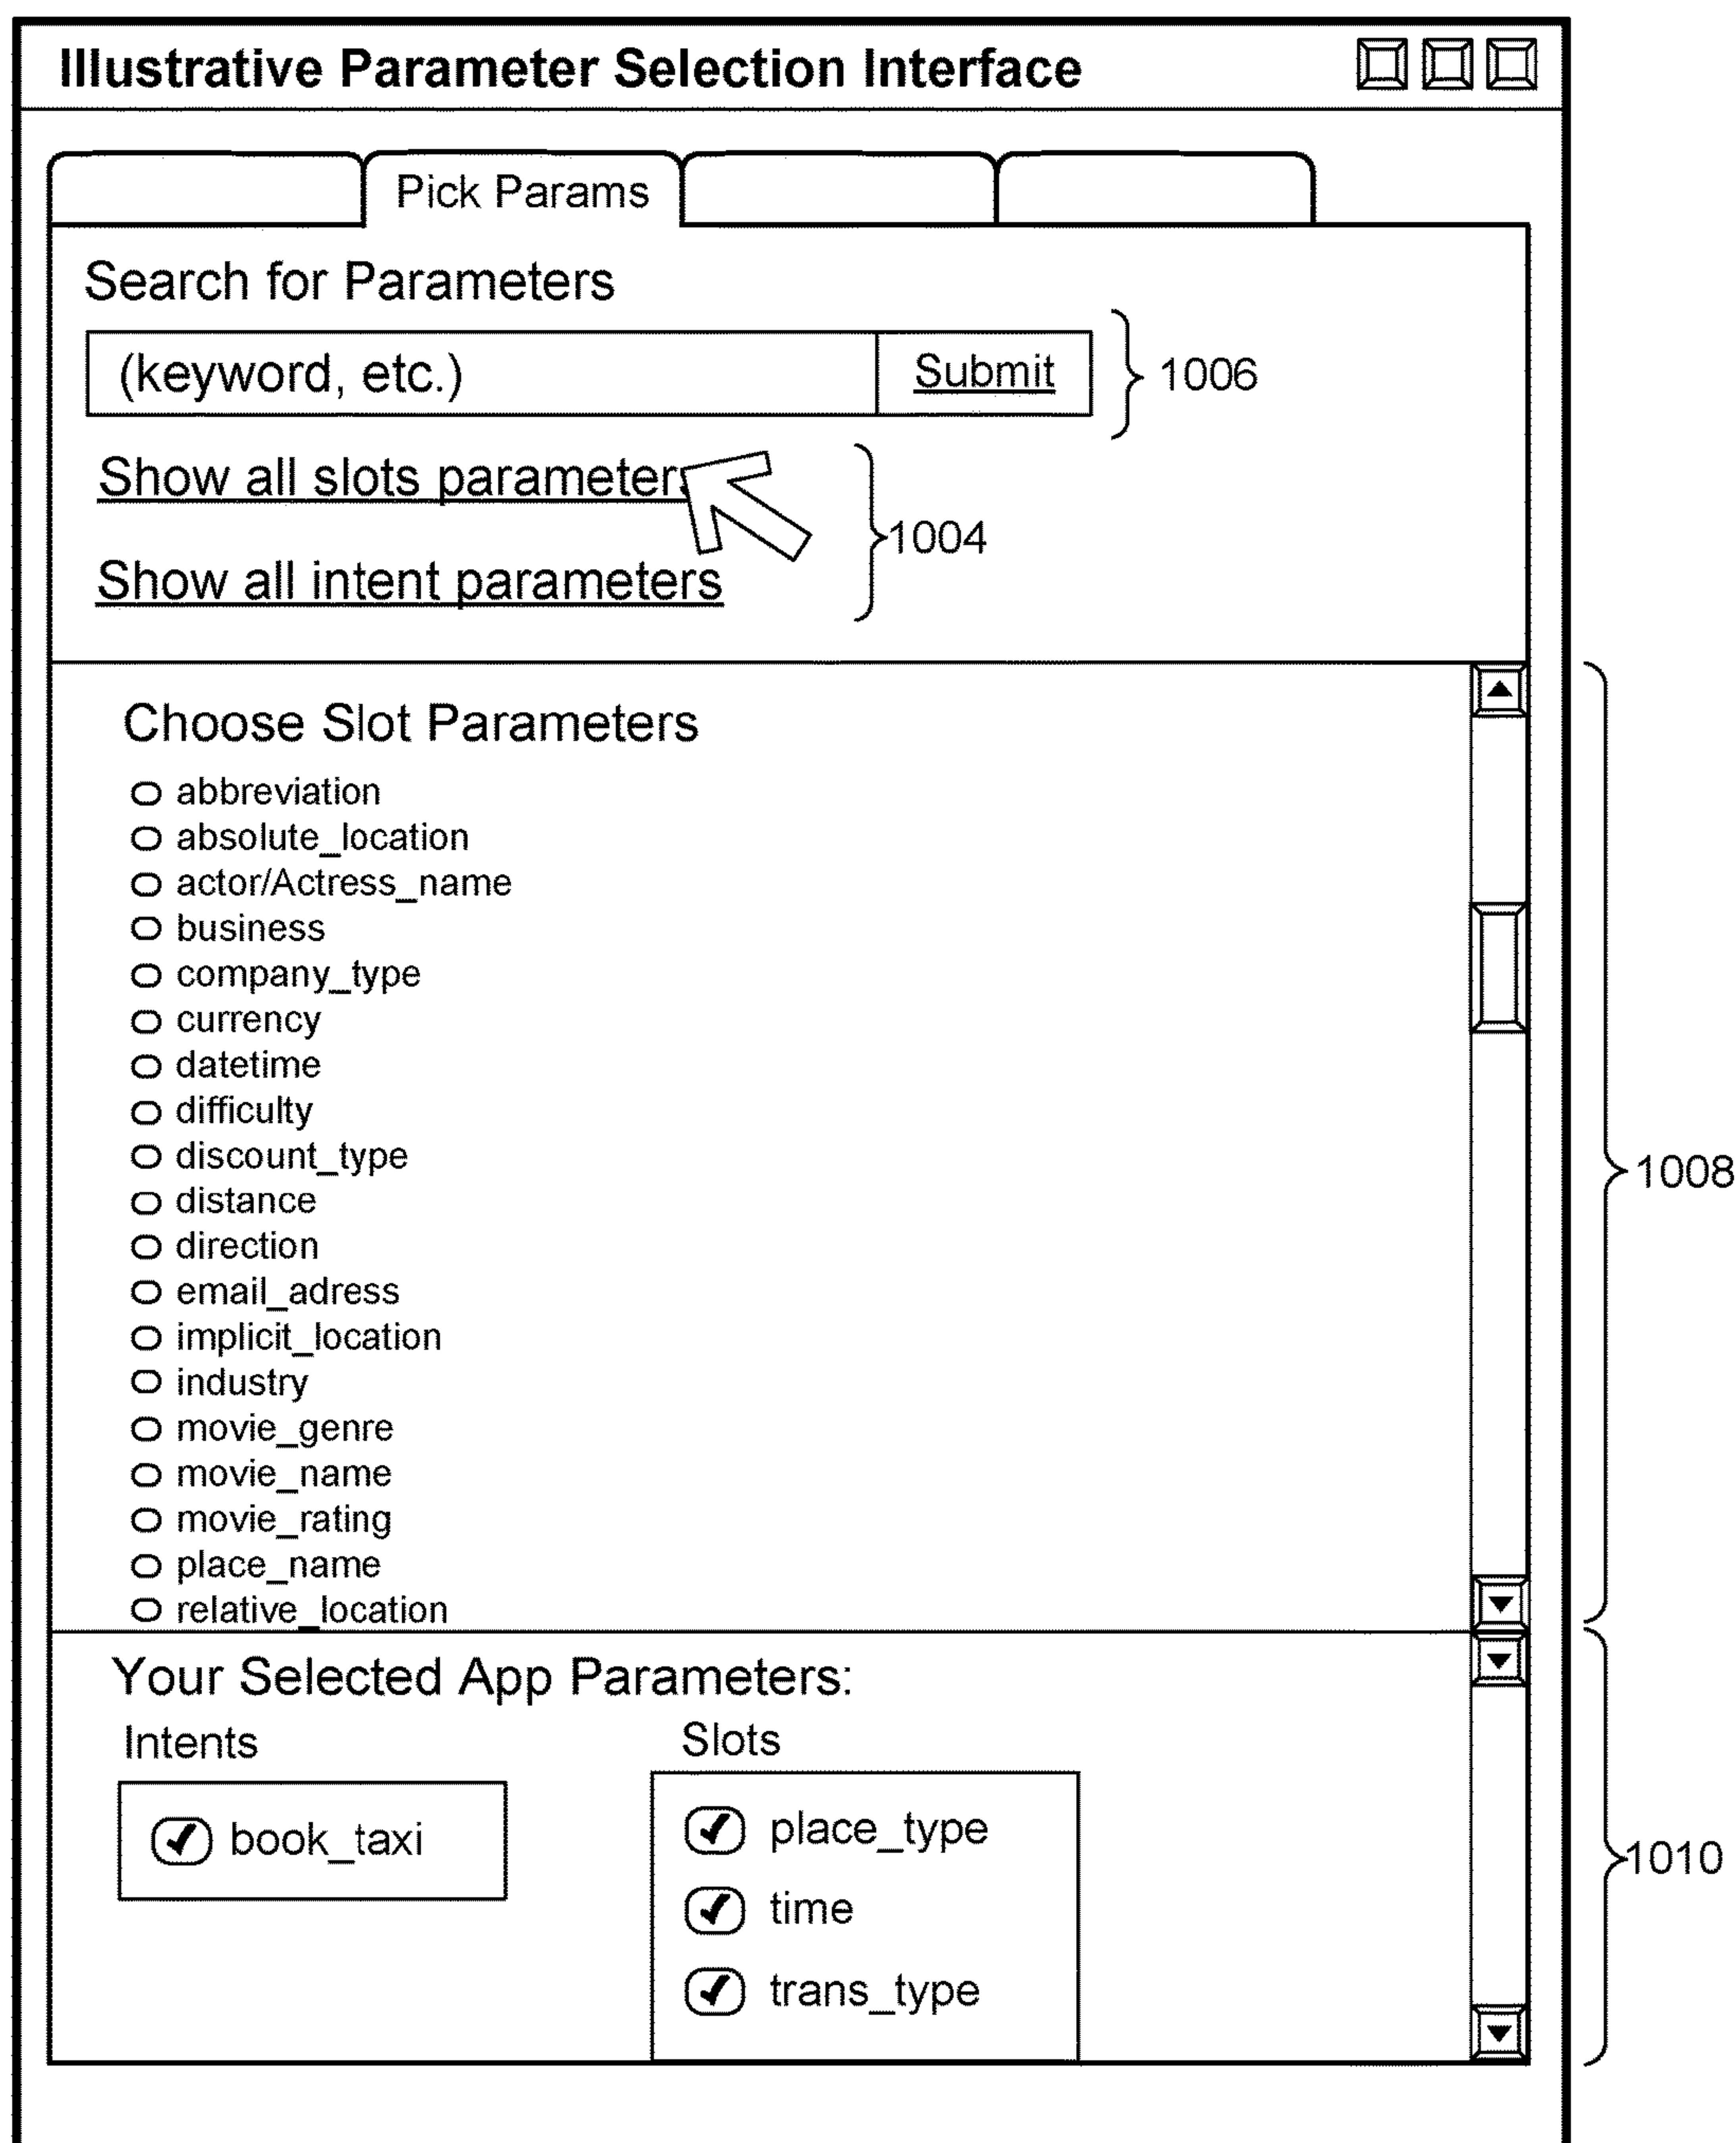 Illustrative Parameter Selection Interface
Pick Params
Search for Parameters
(keyword, etc.) Submit
1006
Show all slots parameter
1004
Show all intent parameters
Choose Slot Parameters
abbreviation
absolute_location
actor/Actress_name
business
company_type
currency
datetime
difficulty
discount_type
1008
distance
direction
email_adress
implicit_location
industry
movie_genre
movie_name
movie_rating
place_name
relative_location
Your Selected App Parameters:
Intents Slots
book_taxi
place_type
1010
time
trans_type